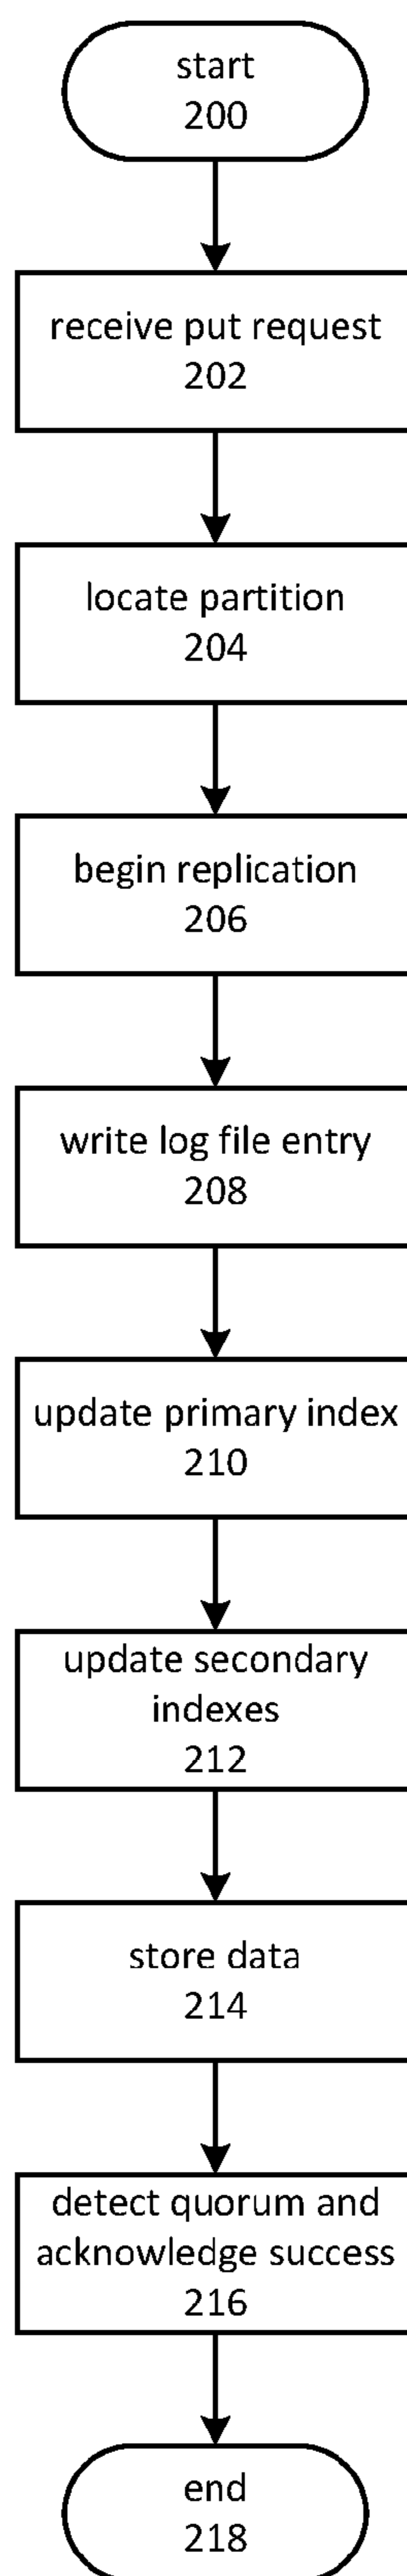 start
200
receive put request
202
locate partition
204
begin replication
206
write log file entry
208
update primary index
210
update secondary
indexes
212
store data
214
detect quorum and
acknowledge success
216
end
218